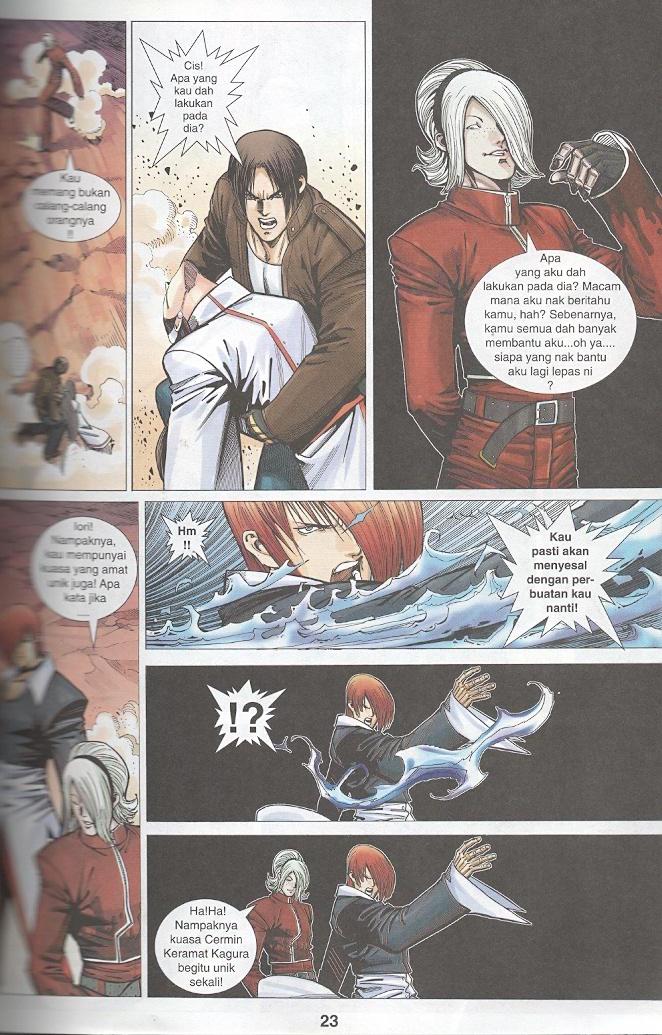 Kau
memang bukan
calang-calang
orangnya
!!
Cis!
Apa yang
kau dah
lakukan
pada
dia?
Apa
yang aku dah
lakukan pada dia? Macam
mana aku nak beritahu
kamu, hah? Sebenarnya,
kamu semua dah banyak
membantu aku...oh ya....
siapa yang nak bantu
aku lagi lepas ni
?
Iori!
Nampaknya,
kau mempunyai
kuasa yang amat
unik juga! Apa
kata jika
Hm
!!
Kau
pasti akan
menyesal
dengan per-
buatan kau
nanti!
!?
Ha!Ha!
Nampaknya
kuasa Cermin
Keramat Kagura
begitu unik
sekali!
23